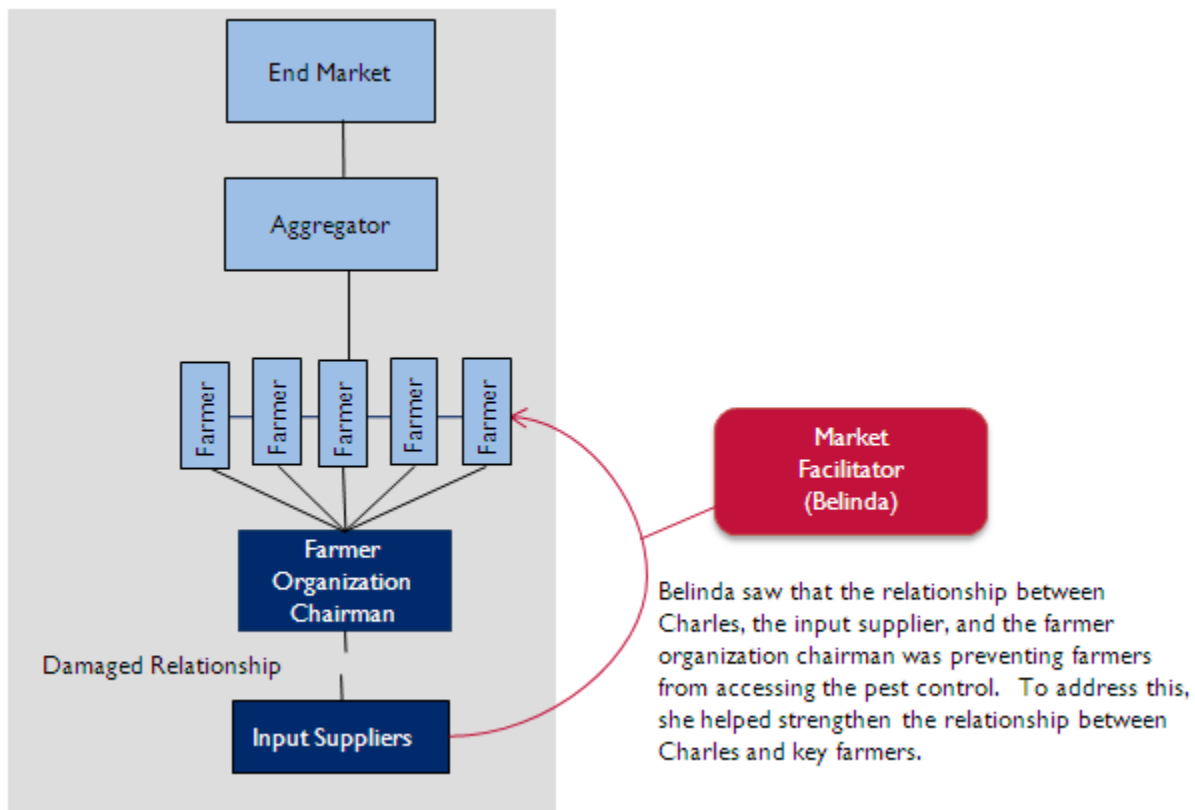 End Market
Aggregator
Farmer
Farmer
Farmer
Farmer
Farmer
Market
Facilitator
(Belinda)
Farmer
Organization
Chairman
Damaged Relationship
Input Suppliers
Belinda saw that the relationship between
Charles, the input supplier, and the farmer
organization chairman was preventing farmers
from accessing the pest control.   To address this,
she helped strengthen the relationship between
Charles and key farmers.